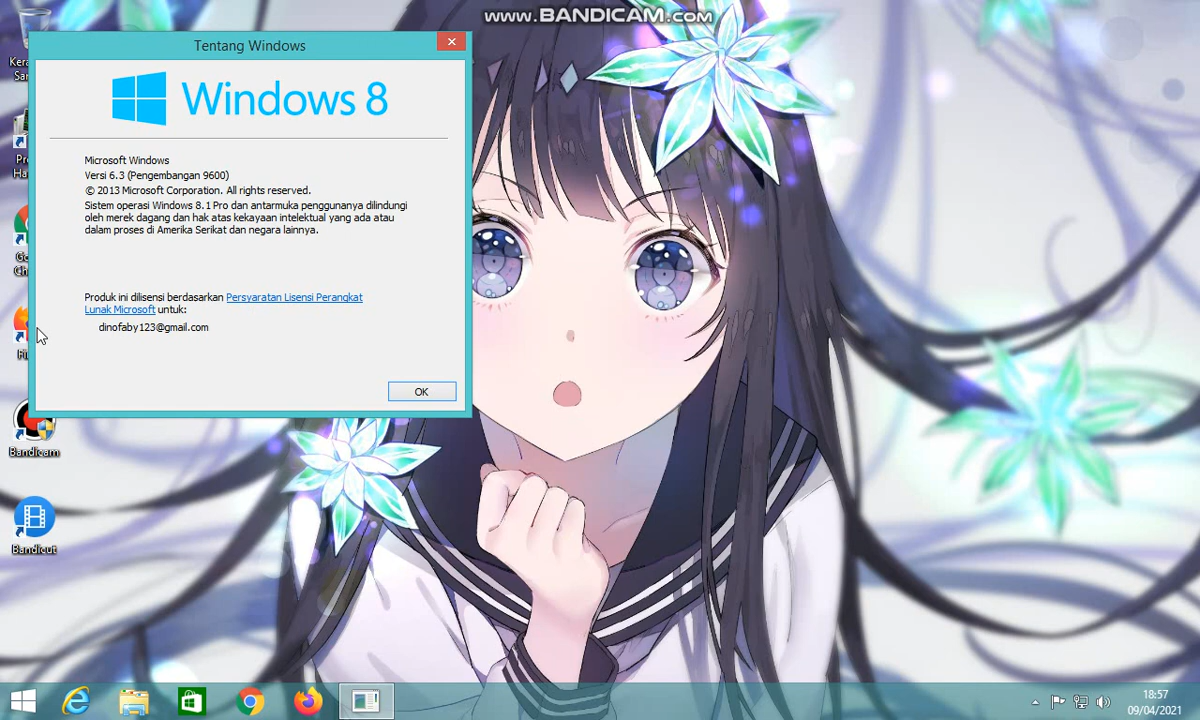 www.BANDICAM.com
Tentang Windows
Windows 8
Microsoft Windows
Versi 6.3 (Pengembangan 9600)
© 2013 Microsoft Corporation. All rights reserved.
Sistem operasi Windows 8.1 Pro dan antarmuka penggunanya dilindungi
oleh merek dagang dan hak atas kekayaan intelektual yang ada atau
dalam proses di Amerika Serikat dan negara lainnya.
Produk ini dilisensi berdasarkan Persyaratan Lisensi Perangkat
Lunak Microsoft untuk:
dinofaby123@gmail.com
OK
Bandicam
Bandicut
18:57
09/04/2021